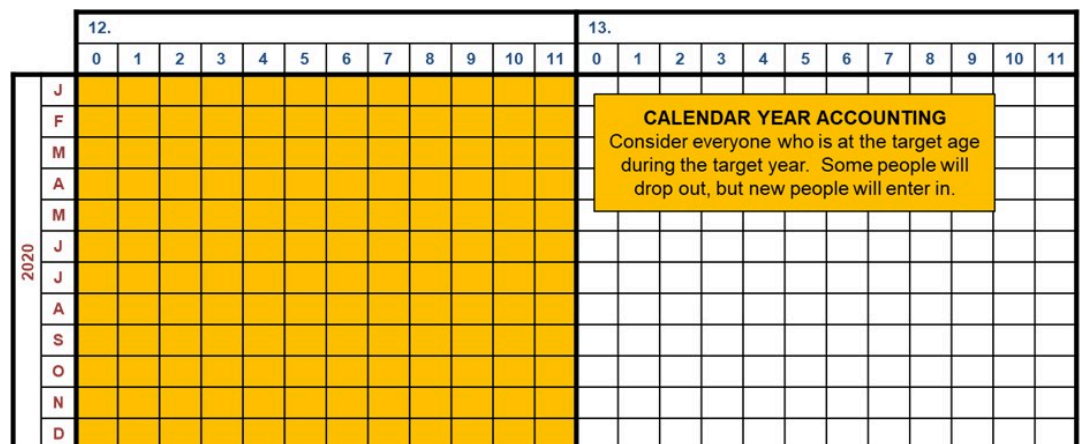 12. 13.
0 1 2 3 4 5 6 7 8 9 10 11 0 1 2 3 4 5 6 7 8 9 10 11
2020
J
F
M
A
M
J
J
A
S
O
N
D
CALENDAR YEAR ACCOUNTING
Consider everyone who is at the target age
during the target year. Some people will
drop out, but new people will enter in.